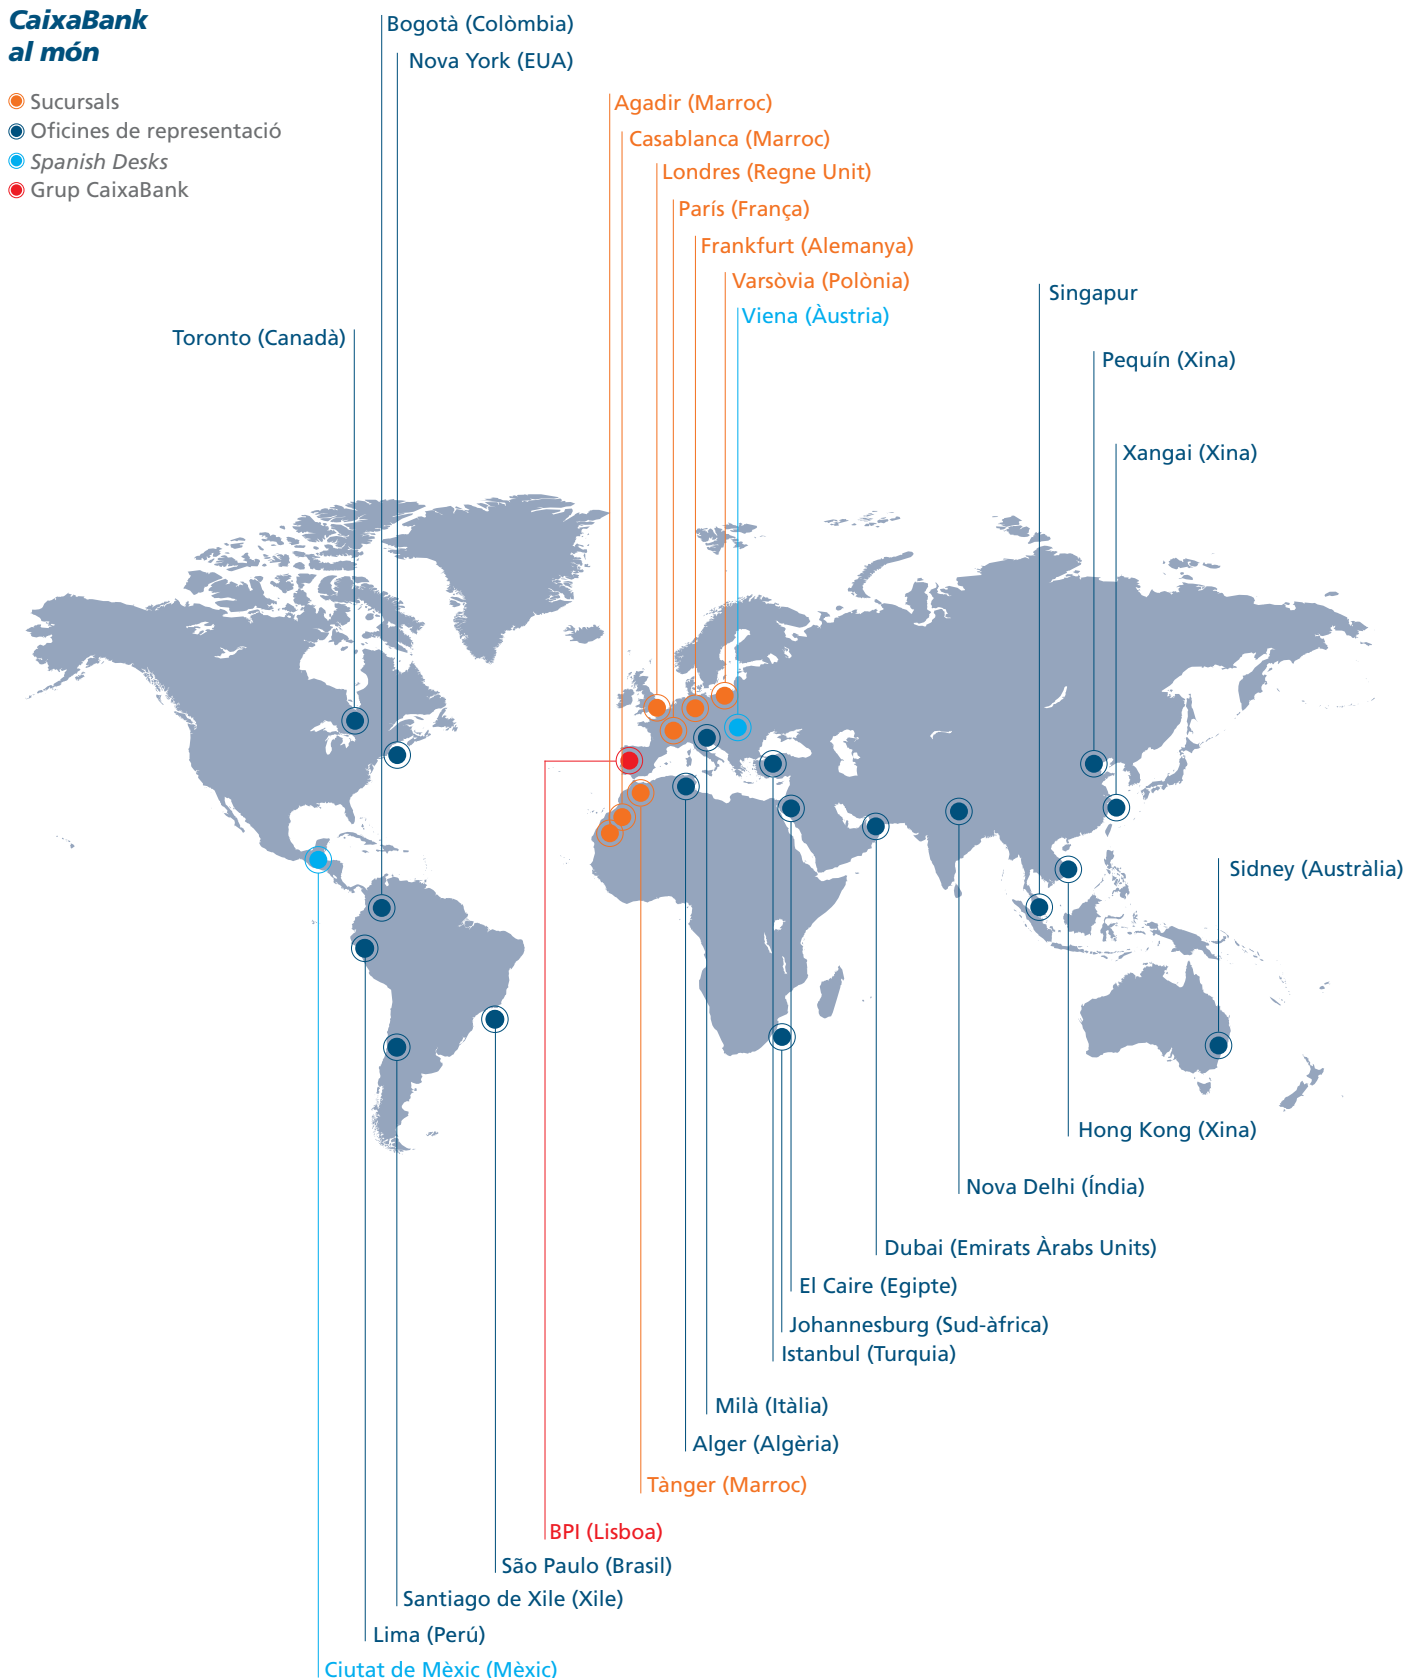 CaixaBank
al món
Sucursals
Oficines de representació
Spanish Desks
Grup CaixaBank
Bogotà (Colòmbia)
Nova York (EUA)
Agadir (Marroc)
Casablanca (Marroc)
Londres (Regne Unit)
París (França)
Frankfurt (Alemanya)
Varsòvia (Polònia)
Singapur
Viena (Àustria)
Toronto (Canadà)
Pequín (Xina)
Xangai (Xina)
Sidney (Austràlia)
Hong Kong (Xina)
Nova Delhi (Índia)
Dubai (Emirats Àrabs Units)
El Caire (Egipte)
Johannesburg (Sud-àfrica)
Istanbul (Turquia)
Milà (Itàlia)
Alger (Algèria)
Tànger (Marroc)
BPI (Lisboa)
São Paulo (Brasil)
Santiago de Xile (Xile)
Lima (Perú)
Ciutat de Mèxic (Mèxic)